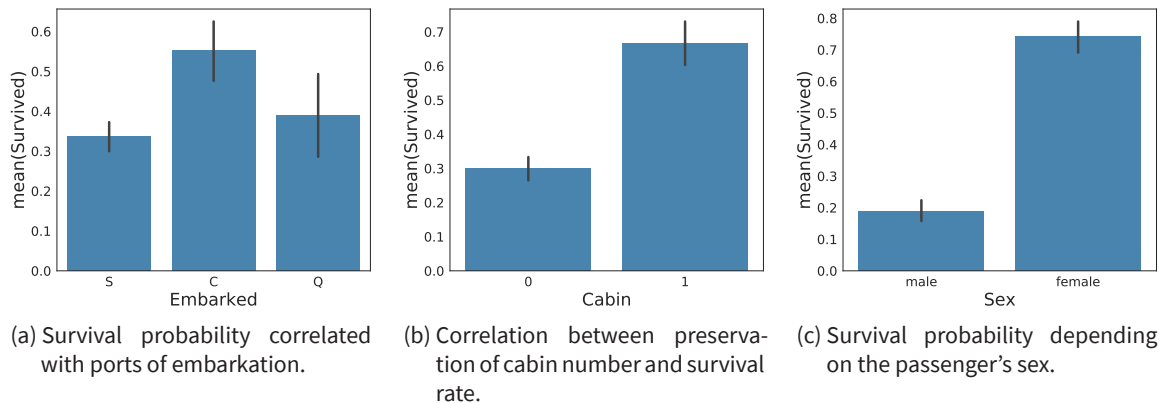 0.6
0.5
0.4
0.3
0.2
0.1
0.0
mean(Survived)
S C Q
Embarked
(a) Survival probability correlated
with ports of embarkation.
0.7
0.6
0.5
0.4
0.3
0.2
0.1
0.0
mean(Survived)
0 1
Cabin
(b) Correlation between preserva-
tion of cabin number and survival
rate.
0.8
0.7
0.6
0.5
0.4
0.3
0.2
0.1
0.0
mean(Survived)
male female
Sex
(c) Survival probability depending
on the passenger’s sex.